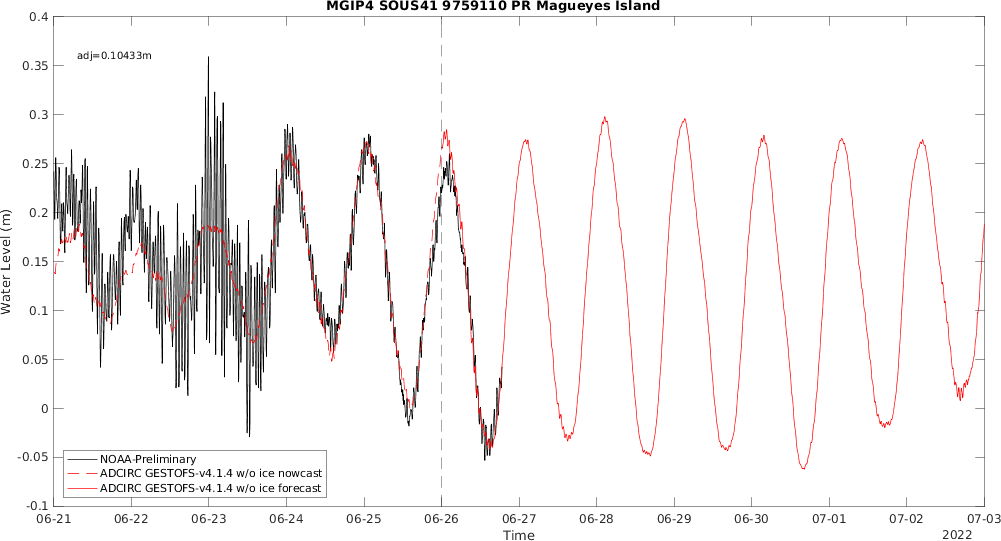 MGIP4 SOUS41 9759110 PR Magueyes Island
0.4
adj=0.10433m
0.35
0.3
0.25
0.2
0.15
0.1
0.05
0
-0.05
-0.1
Water Level (m)
NOAA-Preliminary
ADCIRC GESTOFS-v4.1.4 w/o ice nowcast
ADCIRC GESTOFS-v4.1.4 w/o ice forecast
06-21 06-22 06-23 06-24 06-25 06-26 06-27 06-28 06-29 06-30 07-01 07-02 07-03
Time
2022